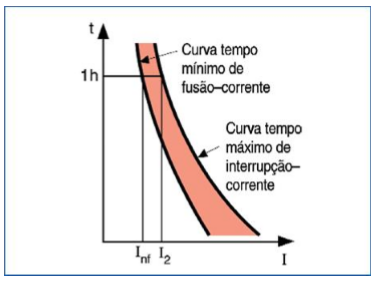 t
Curva tempo
mínimo de
fusão–corrente
1h
Curva tempo
máximo de
interrupção–
corrente
Inf
I2
I